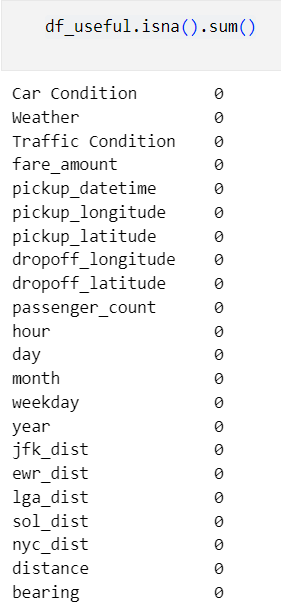 df_useful.isna().sum()
Car Condition 0
Weather 0
Traffic Condition 0
fare_amount 0
pickup_datetime 0
pickup_longitude 0
pickup_latitude 0
dropoff_longitude 0
dropoff_latitude 0
passenger_count 0
hour 0
day 0
month 0
weekday 0
year 0
jfk_dist 0
ewr_dist 0
lga_dist 0
sol_dist 0
nyc_dist 0
distance 0
bearing 0